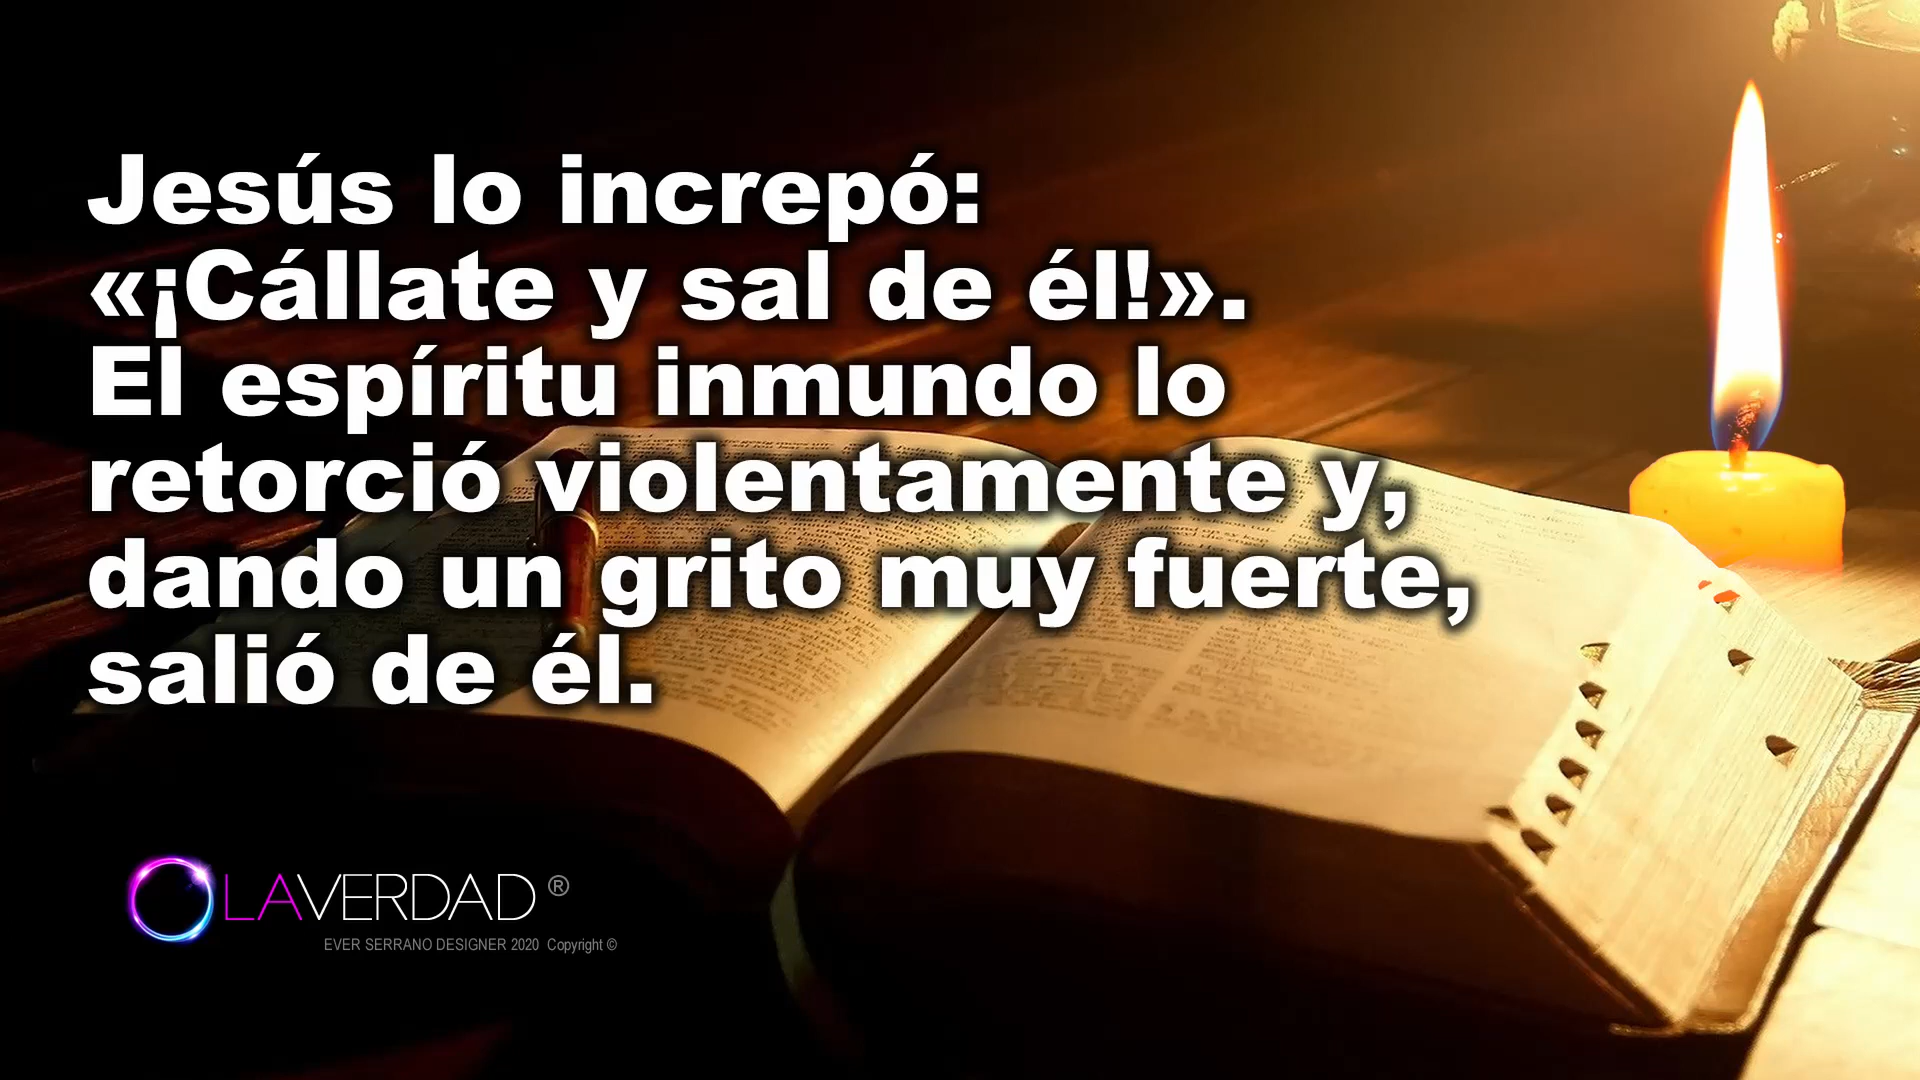 Jesús lo increpó:
«¡Cállate y sal de él!».
El espíritu inmundo lo
retorció violentamente y,
dando un grito muy fuerte,
salió de él.
LAVERDAD ®
EVER SERRANO DESIGNER 2020 Copyright ©